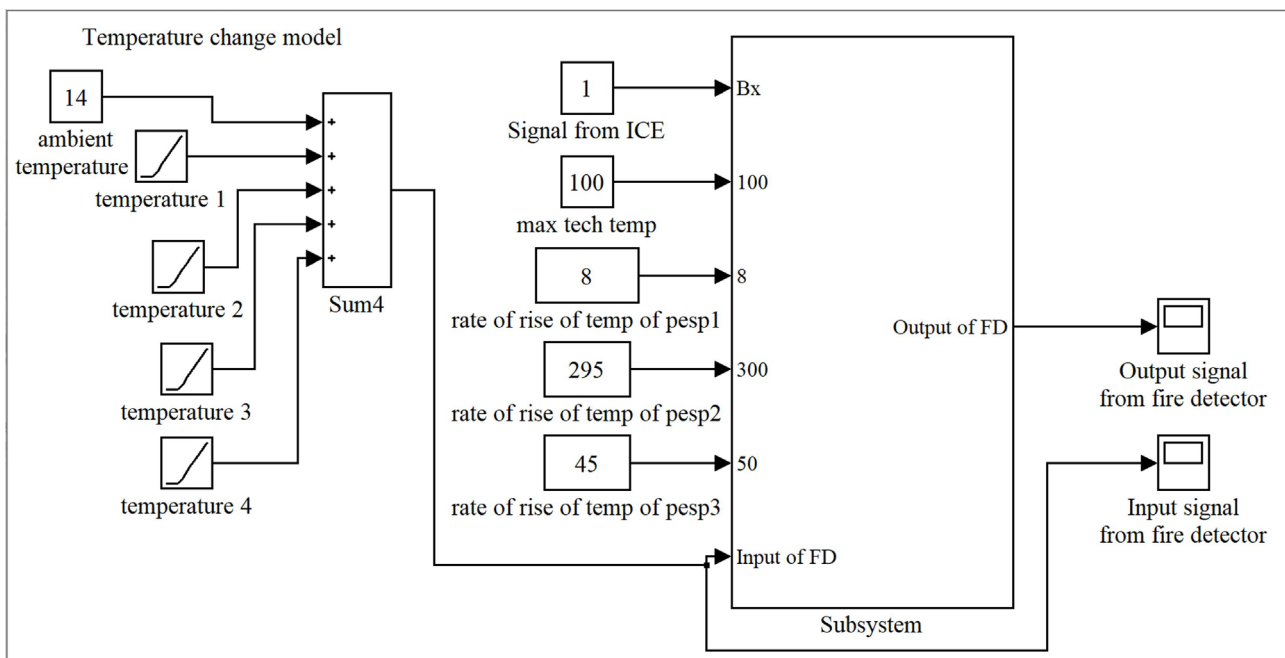 Temperature change model
14
ambient
temperature
temperature 1
temperature 2
temperature 3
temperature 4
+
+
+
+
+
Sum4
1
Signal from ICE
100
max tech temp
8
rate of rise of temp of pesp1
295
rate of rise of temp of pesp2
45
rate of rise of temp of pesp3
Bx
100
8
300
50
Input of FD
Output of FD
Subsystem
Output signal
from fire detector
Input signal
from fire detector